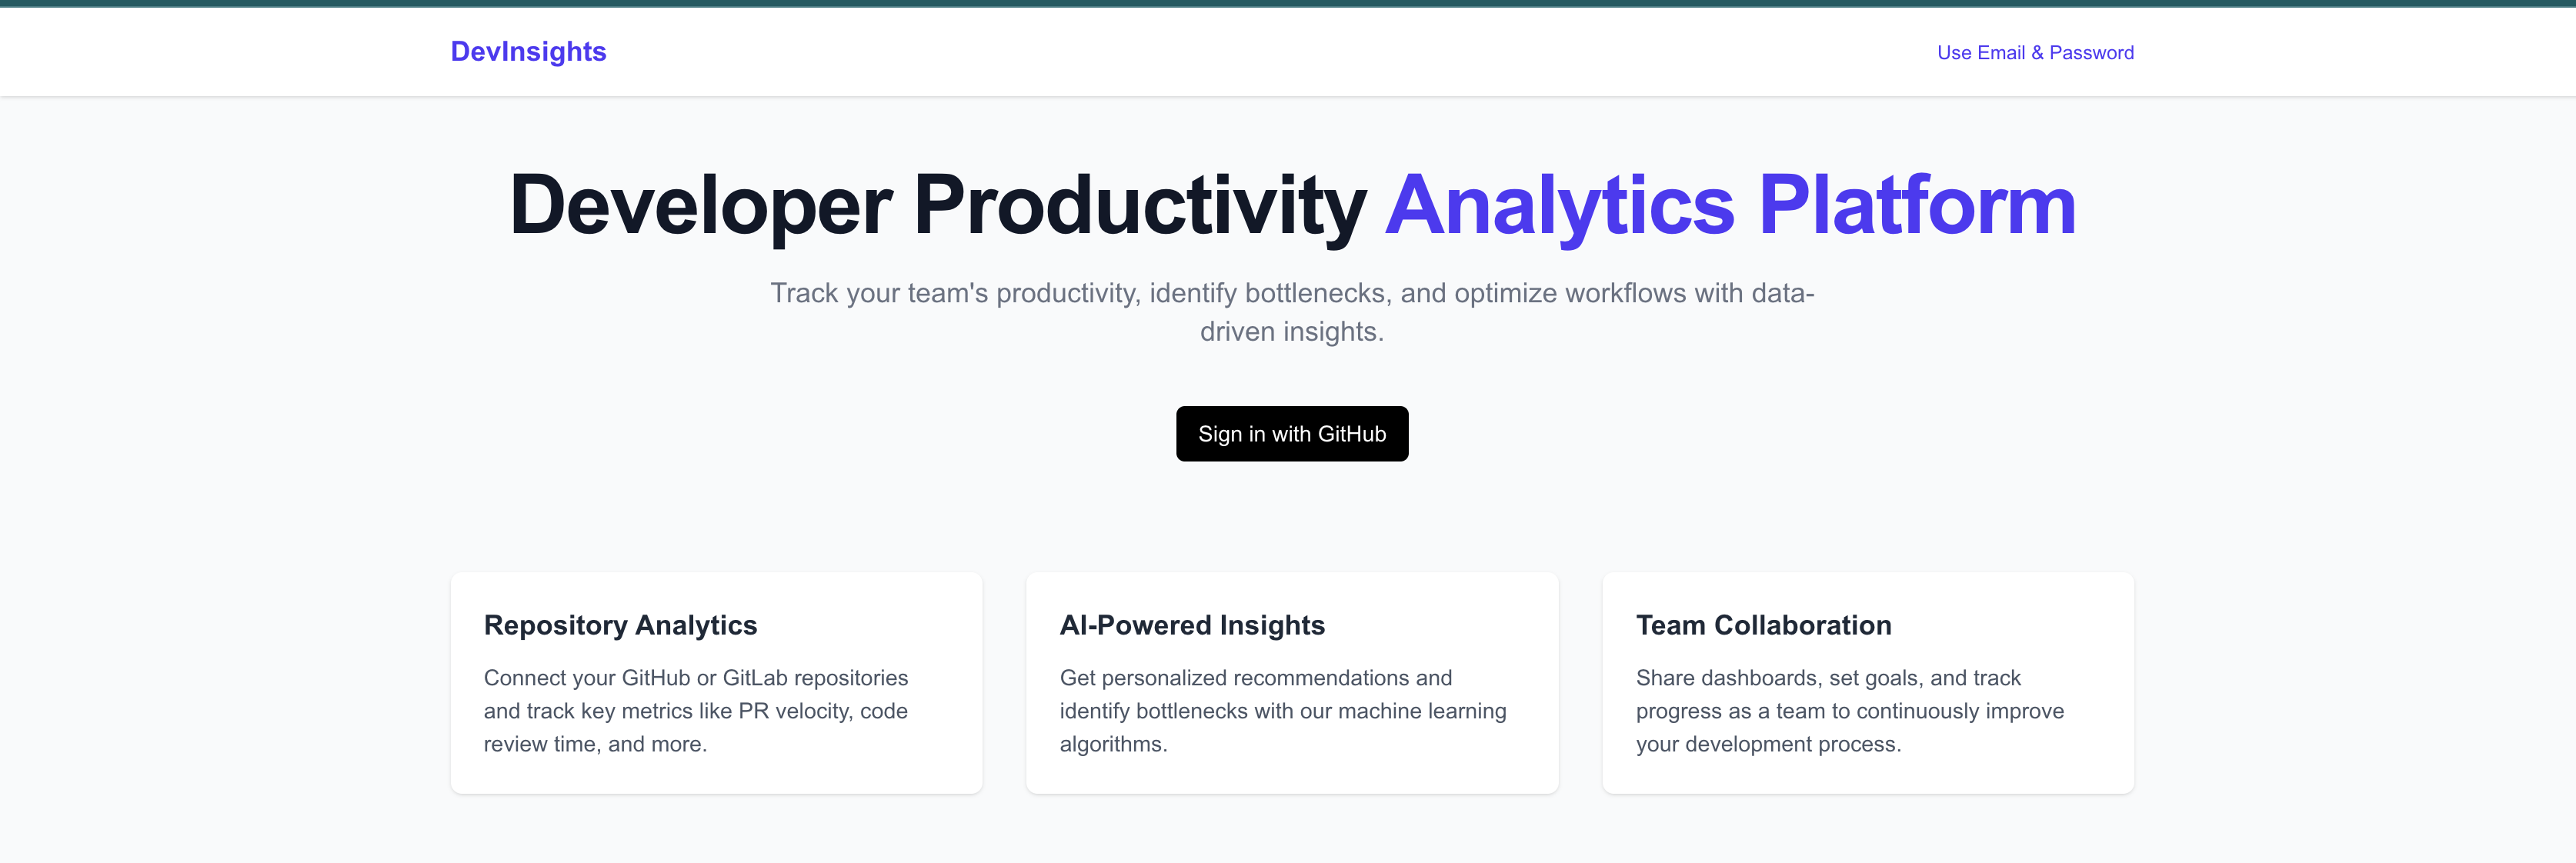 DevInsights
Use Email & Password
Developer Productivity Analytics Platform
Track your team's productivity, identify bottlenecks, and optimize workflows with data-
driven insights.
Sign in with GitHub
Repository Analytics
Connect your GitHub or GitLab repositories
and track key metrics like PR velocity, code
review time, and more.
AI-Powered Insights
Get personalized recommendations and
identify bottlenecks with our machine learning
algorithms.
Team Collaboration
Share dashboards, set goals, and track
progress as a team to continuously improve
your development process.